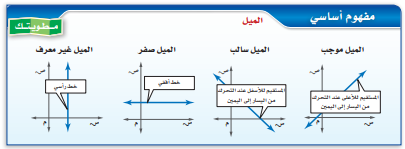 مفهوم أساسي
الميل
مطويتك
الميل موجب
الميل سالب
الميل صفر
الميل غير معرف
ص
المستقيم للأعلى عند التحرك
من اليسار إلى اليمين
م
س
ص
المستقيم للأسفل عند التحرك
من اليسار إلى اليمين
م
س
ص
خط أفقي
م
س
ص
خط رأسي
م
س